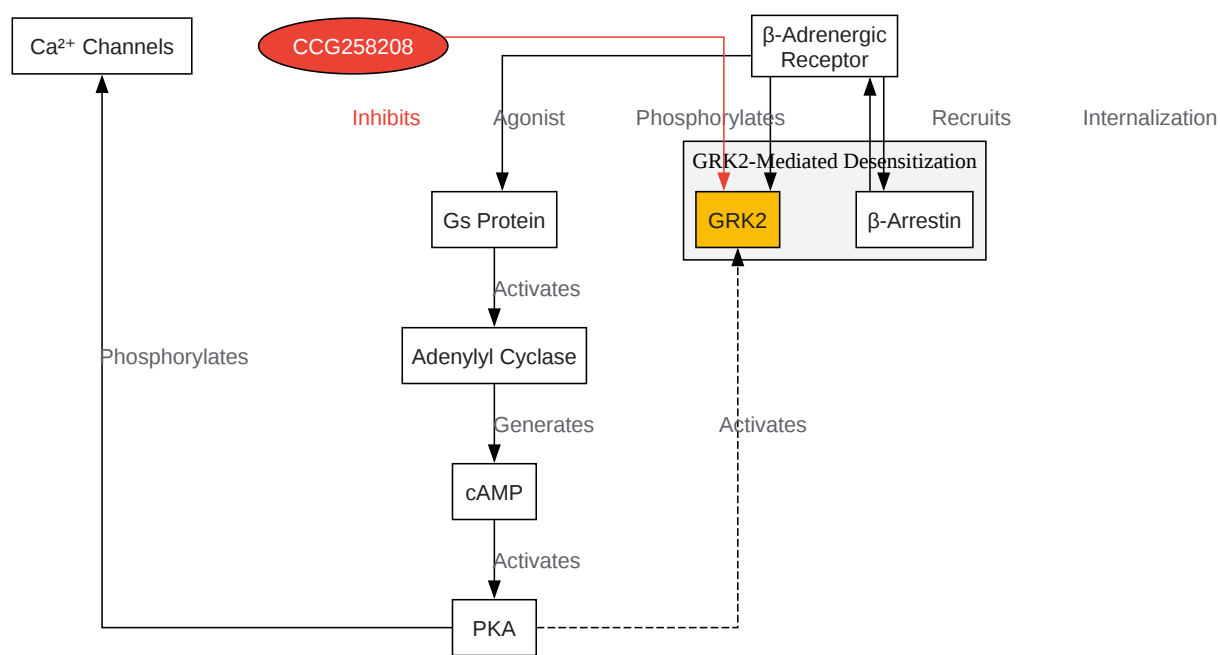 Ca²⁺ Channels
CCG258208
β-Adrenergic
Receptor
Inhibits
Agonist
Phosphorylates
Recruits
Internalization
GRK2-Mediated Desensitization
Gs Protein
GRK2
β-Arrestin
Activates
Phosphorylates
Adenylyl Cyclase
Generates
Activates
cAMP
Activates
PKA